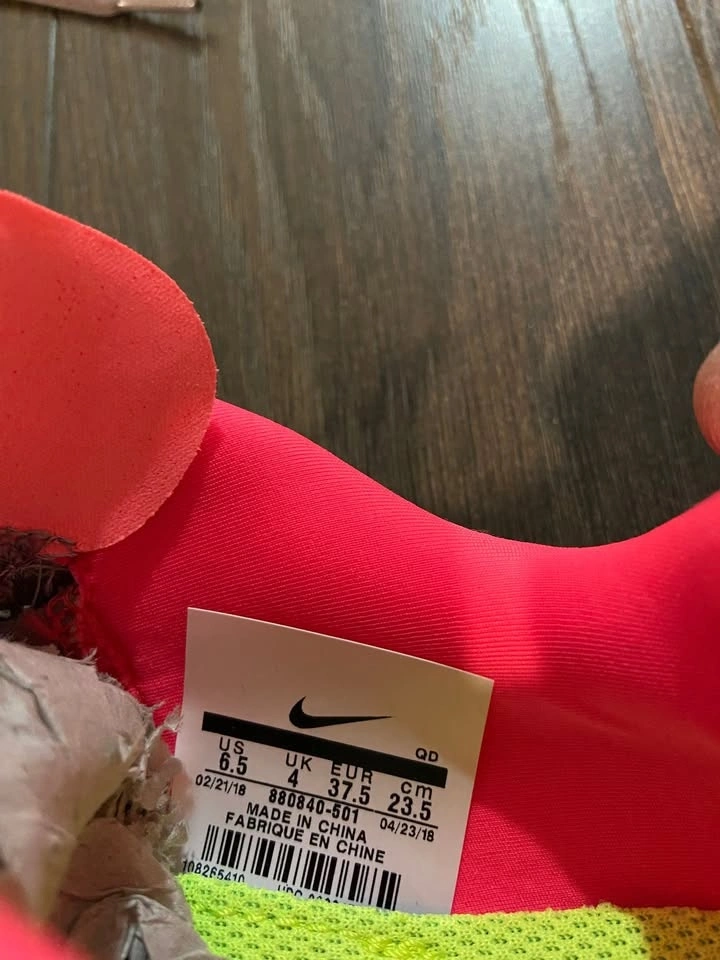 QD
US UK EUR cm
6.5 4 37.5 23.5
02/21/18 880840-501 04/23/18
MADE IN CHINA
FABRIQUE EN CHINE